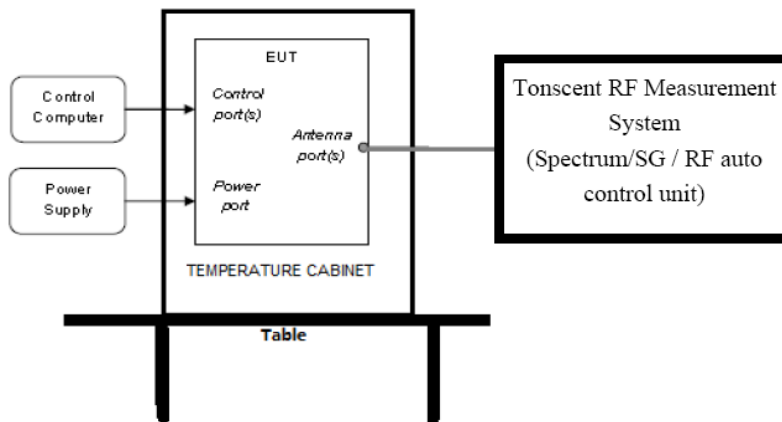 EUT
Control
Computer
Control
port(s)
Antenna
port(s)
Power
Supply
Power
port
TEMPERATURE CABINET
Table
Tonscent RF Measurement
System
(Spectrum/SG / RF auto
control unit)